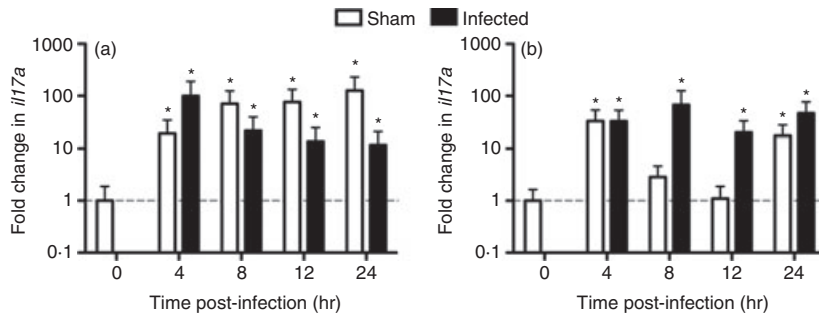 Sham Infected
(a)
Fold change in il17a
1000
100
10
1
0·1
* * * * * * * *
0 4 8 12 24
Time post-infection (hr)
(b)
Fold change in il17a
1000
100
10
1
0·1
* * * * * *
0 4 8 12 24
Time post-infection (hr)